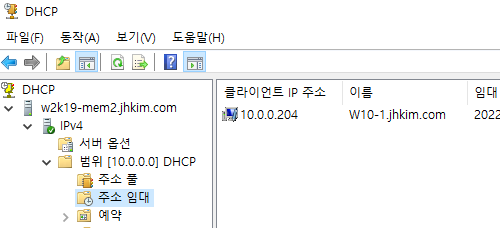 DHCP
파일(F) 동작(A) 보기(V) 도움말(H)
DHCP
w2k19-mem2.jhkim.com
IPv4
서버 옵션
범위 [10.0.0.0] DHCP
주소 풀
주소 임대
예약
클라이언트 IP 주소 이름 임대
10.0.0.204 W10-1.jhkim.com 2022